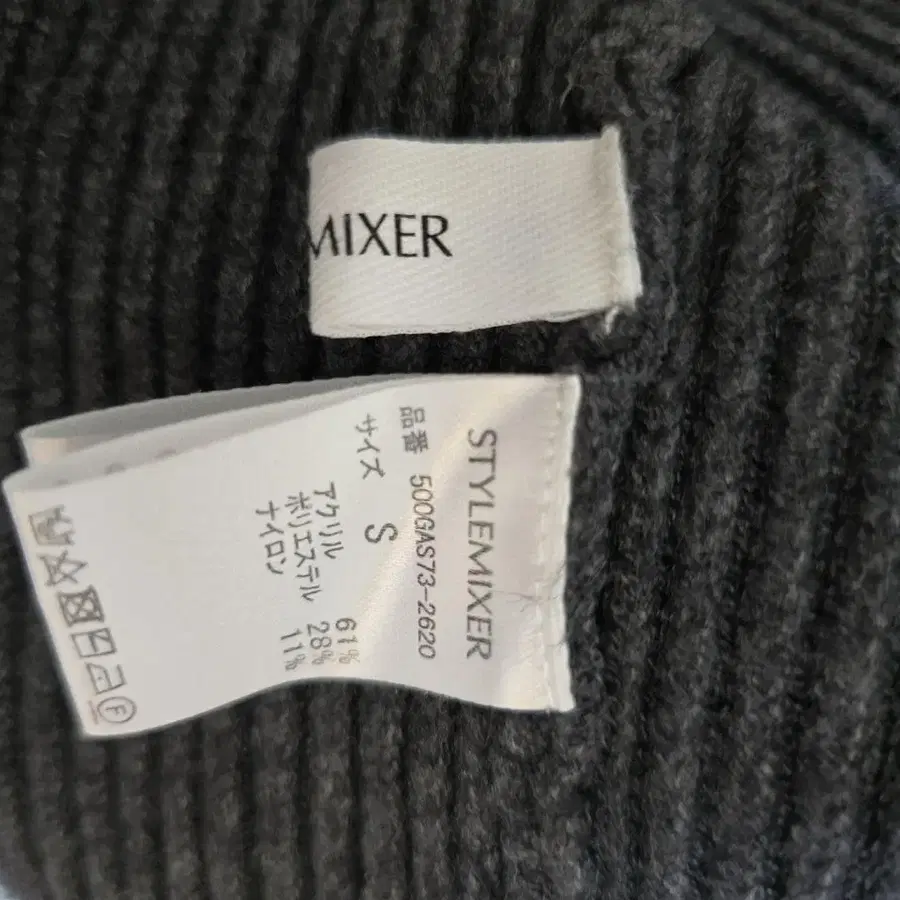 MIXER
STYLEMIXER
品番 500GAS73-2620
サイズ S
アクリル 61%
ポリエステル 28%
ナイロン 11%
F